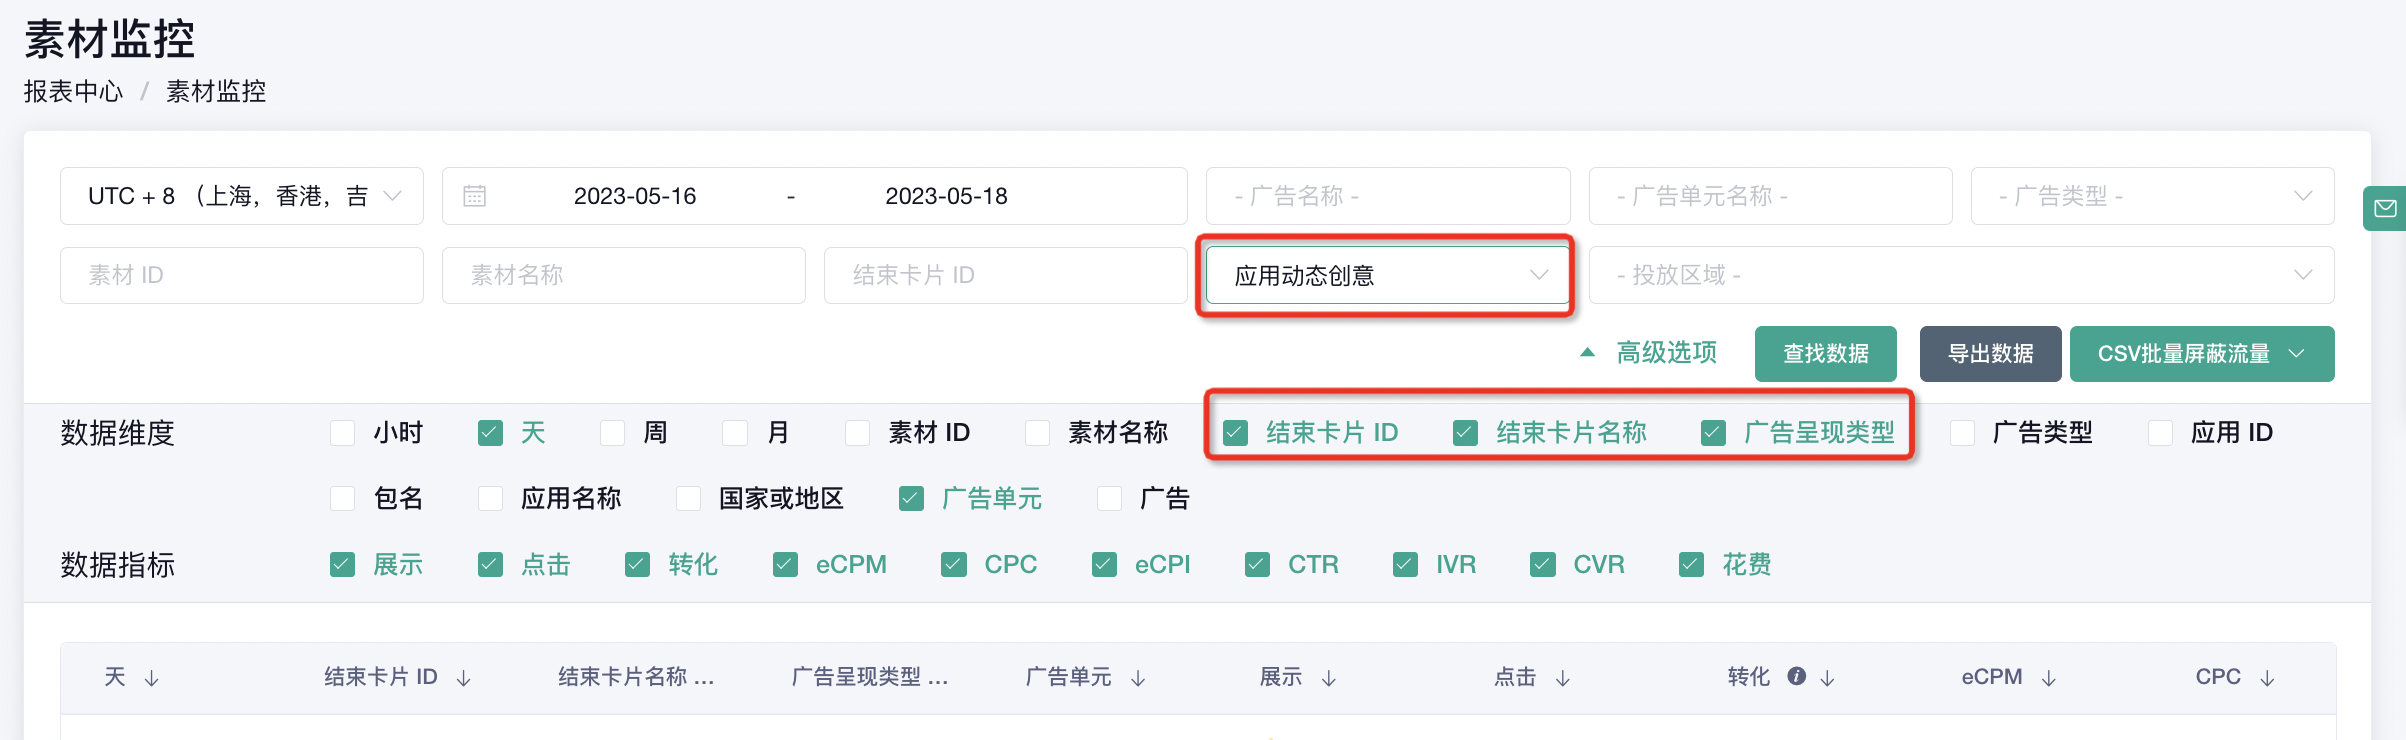 素材监控
报表中心 / 素材监控
UTC + 8 （上海，香港，吉
2023-05-16 - 2023-05-18
- 广告名称 -
- 广告单元名称 -
- 广告类型 -
素材 ID
素材名称
结束卡片 ID
应用动态创意
- 投放区域 -
高级选项
查找数据
导出数据
CSV批量屏蔽流量
数据维度 小时 天 周 月 素材 ID 素材名称 结束卡片 ID 结束卡片名称 广告呈现类型 广告类型 应用 ID
包名 应用名称 国家或地区 广告单元 广告
数据指标 展示 点击 转化 eCPM CPC eCPI CTR IVR CVR 花费
天 ↓ 结束卡片 ID ↓ 结束卡片名称 ... 广告呈现类型 ... 广告单元 ↓ 展示 ↓ 点击 ↓ 转化 i ↓ eCPM ↓ CPC ↓